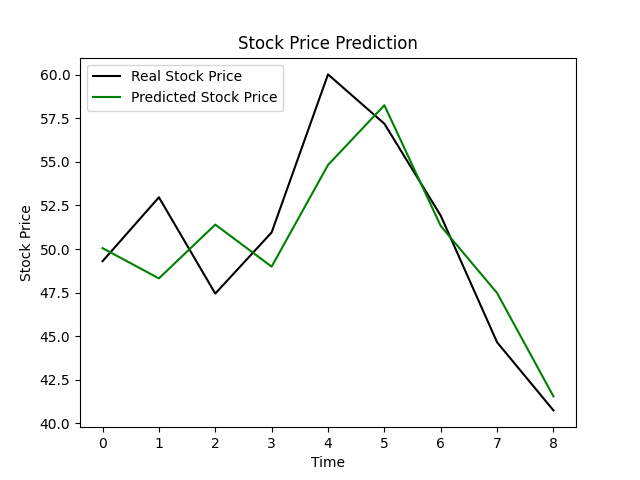 Stock Price Prediction
Real Stock Price
Predicted Stock Price
Stock Price
60.0
57.5
55.0
52.5
50.0
47.5
45.0
42.5
40.0
0 1 2 3 4 5 6 7 8
Time